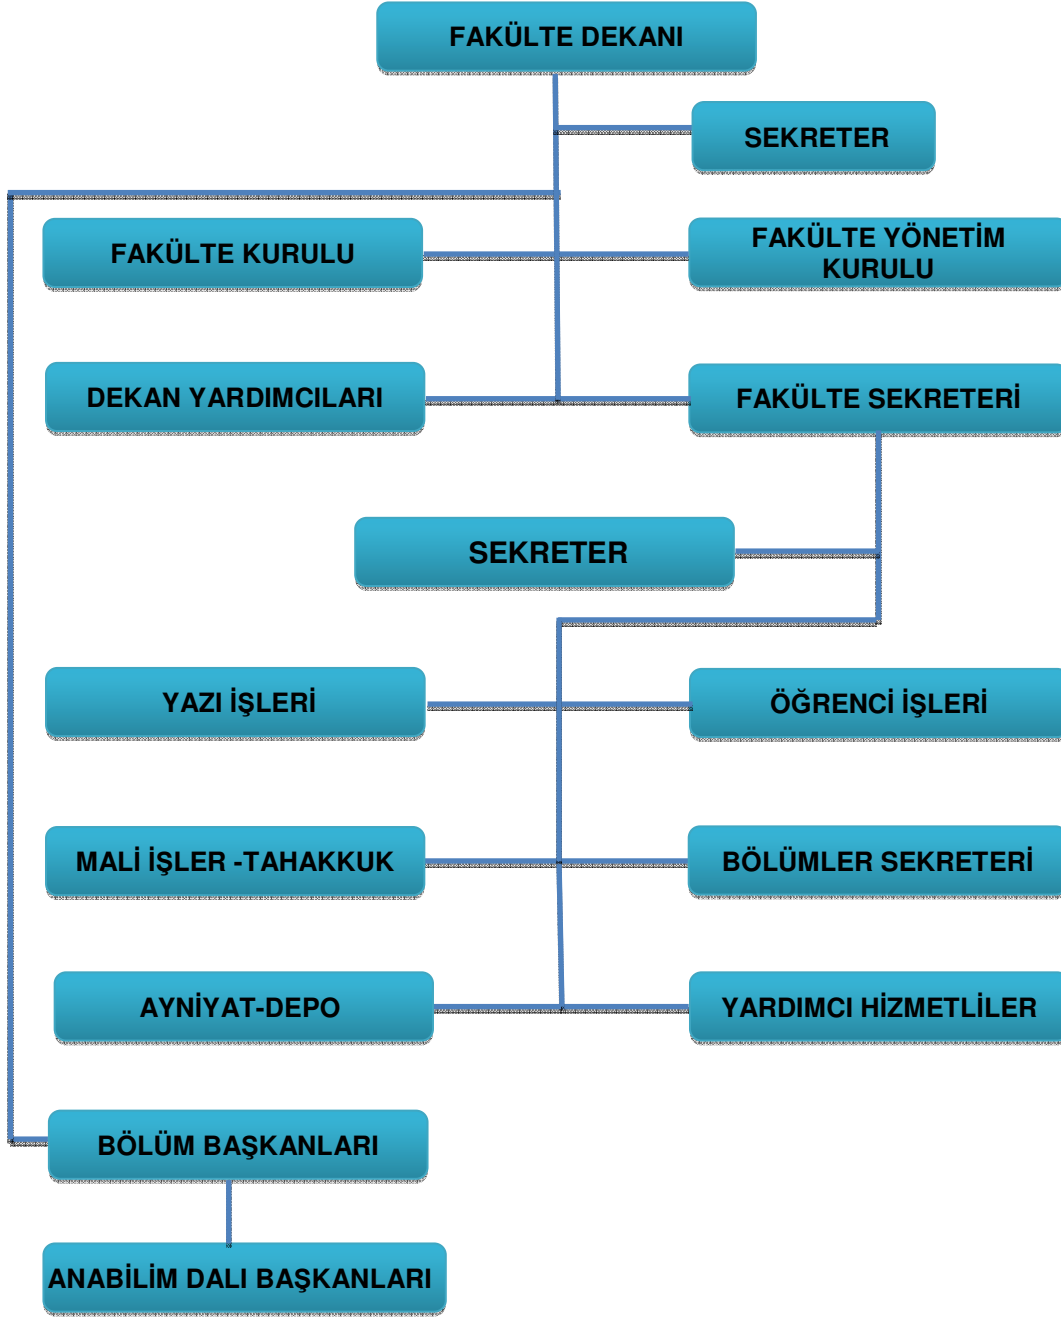 FAKÜLTE DEKANI
SEKRETER
FAKÜLTE KURULU
FAKÜLTE YÖNETİM
KURULU
DEKAN YARDIMCILARI
FAKÜLTE SEKRETERİ
SEKRETER
YAZI İŞLERİ
ÖĞRENCİ İŞLERİ
MALİ İŞLER -TAHAKKUK
BÖLÜMLER SEKRETERİ
AYNİYAT-DEPO
YARDIMCI HİZMETLİLER
BÖLÜM BAŞKANLARI
ANABİLİM DALI BAŞKANLARI